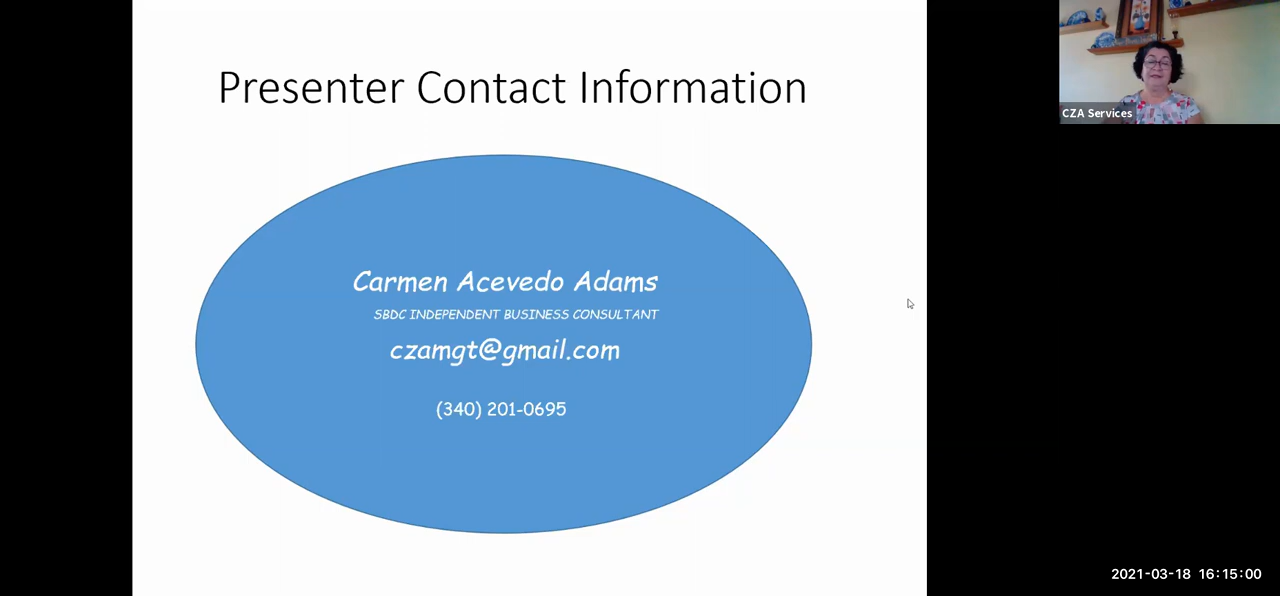 Presenter Contact Information
Carmen Acevedo Adams
SBDC INDEPENDENT BUSINESS CONSULTANT
czamgt@gmail.com
(340) 201-0695
CZA Services
2021-03-18 16:15:00